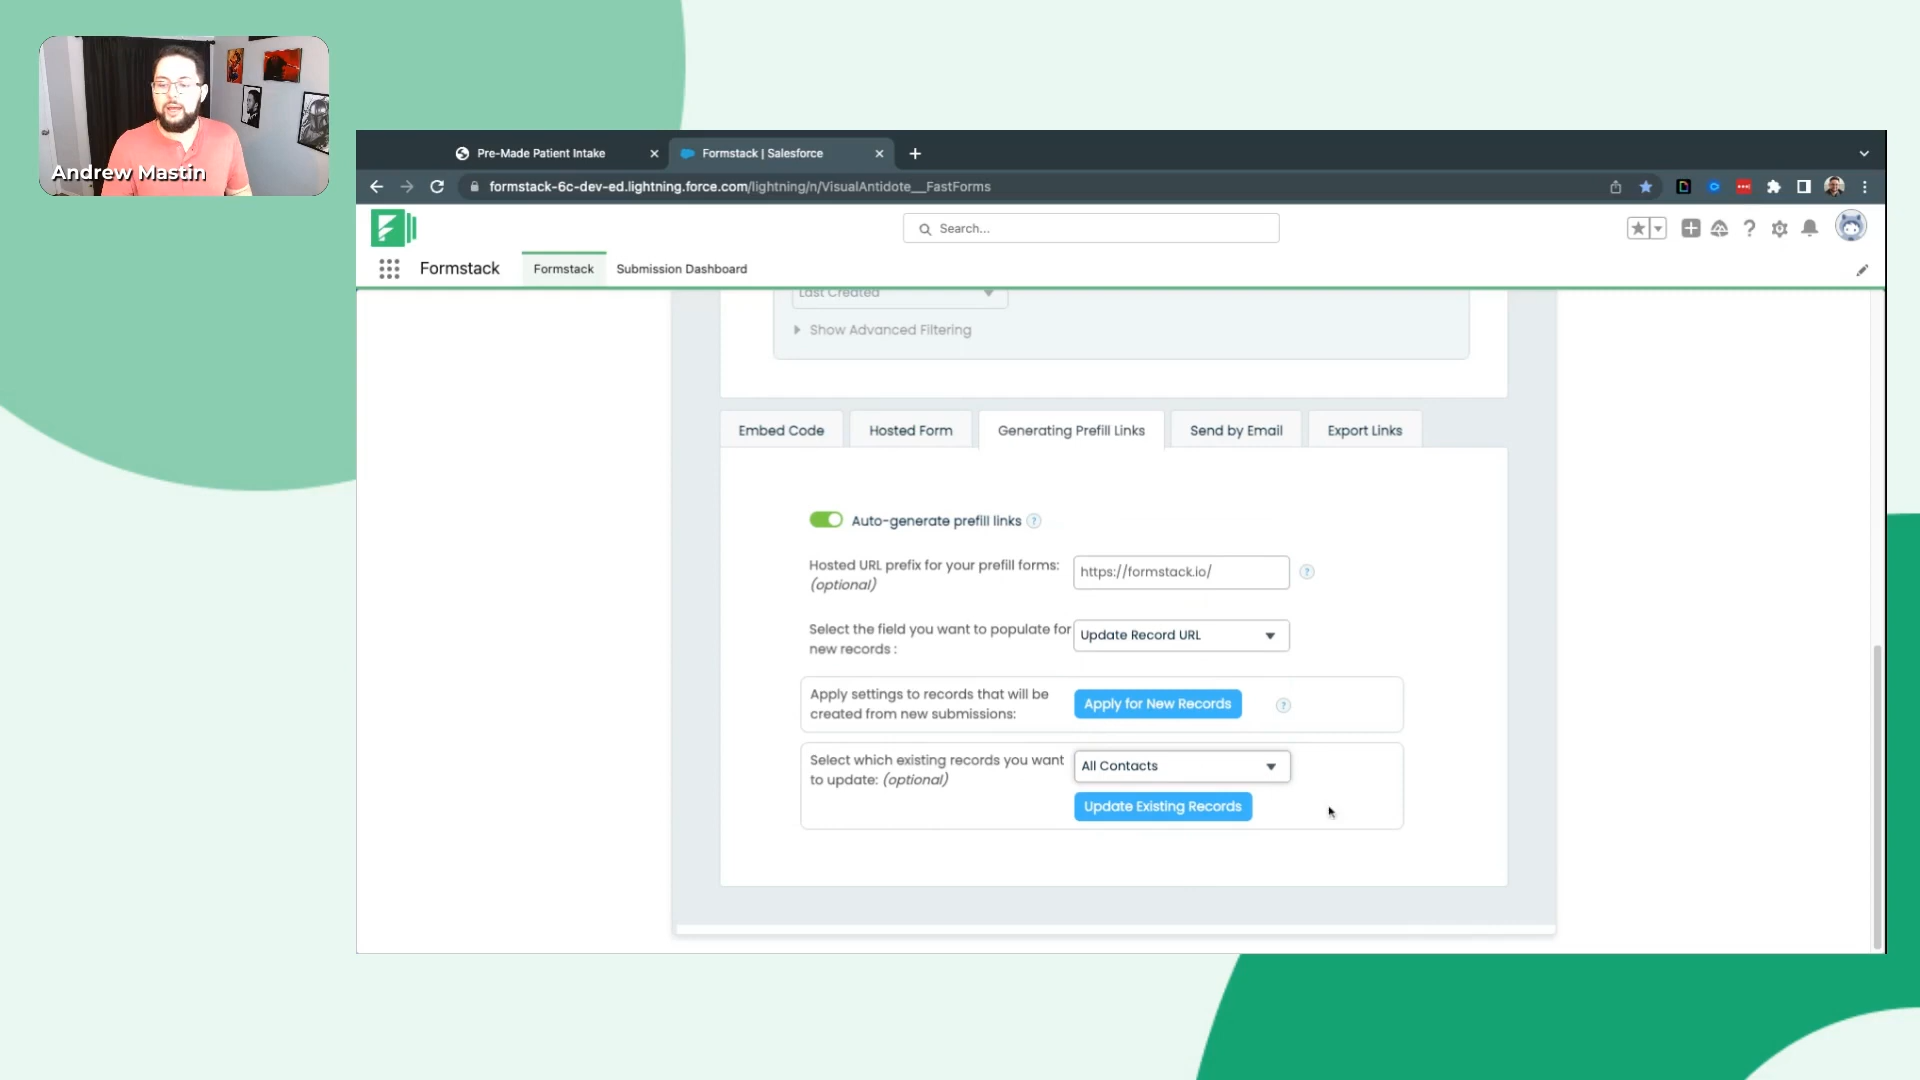 Andrew Mastin
Pre-Made Patient Intake
Formstack | Salesforce
formstack-6c-dev-ed.lightning.force.com/lightning/n/VisualAntidote__FastForms
Search...
Formstack
Formstack
Submission Dashboard
Last Created
Show Advanced Filtering
Embed Code
Hosted Form
Generating Prefill Links
Send by Email
Export Links
Auto-generate prefill links ?
Hosted URL prefix for your prefill forms:
(optional)
https://formstack.io/
?
Select the field you want to populate for
new records :
Update Record URL
Apply settings to records that will be
created from new submissions:
Apply for New Records
?
Select which existing records you want
to update: (optional)
All Contacts
Update Existing Records